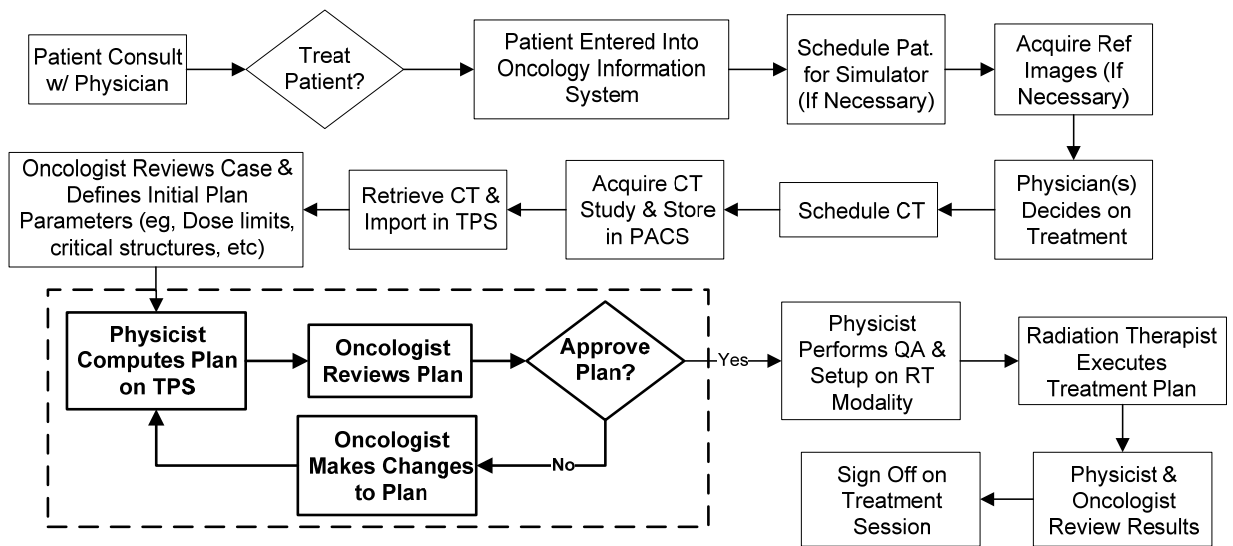 Patient Consult
w/ Physician
Treat
Patient?
Patient Entered Into
Oncology Information
System
Schedule Pat.
for Simulator
(If Necessary)
Acquire Ref
Images (If
Necessary)
Physician(s)
Decides on
Treatment
Schedule CT
Acquire CT
Study & Store
in PACS
Retrieve CT &
Import in TPS
Oncologist Reviews Case &
Defines Initial Plan
Parameters (eg, Dose limits,
critical structures, etc)
Physicist
Computes Plan
on TPS
Oncologist
Reviews Plan
Approve
Plan?
No
Oncologist
Makes Changes
to Plan
Yes
Physicist
Performs QA &
Setup on RT
Modality
Radiation Therapist
Executes
Treatment Plan
Physicist &
Oncologist
Review Results
Sign Off on
Treatment
Session